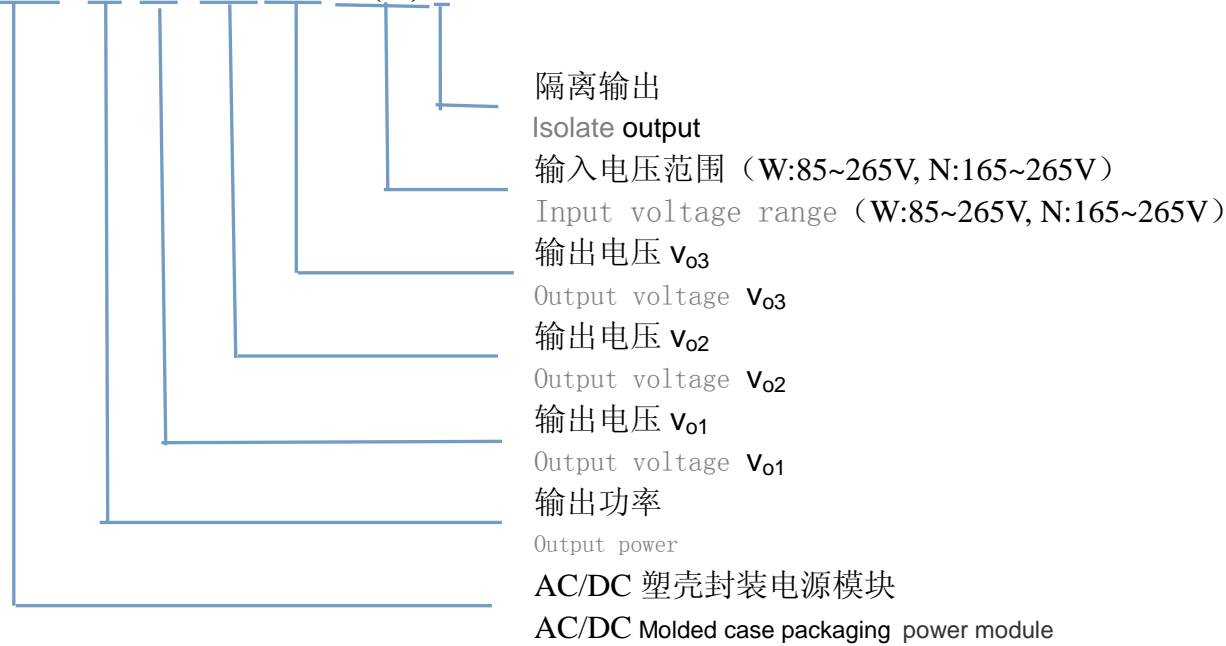 隔离输出
Isolate output
输入电压范围（W:85~265V, N:165~265V）
Input voltage range（W:85~265V, N:165~265V）
输出电压 vo3
Output voltage vo3
输出电压 vo2
Output voltage vo2
输出电压 vo1
Output voltage vo1
输出功率
Output power
AC/DC 塑壳封装电源模块
AC/DC Molded case packaging power module